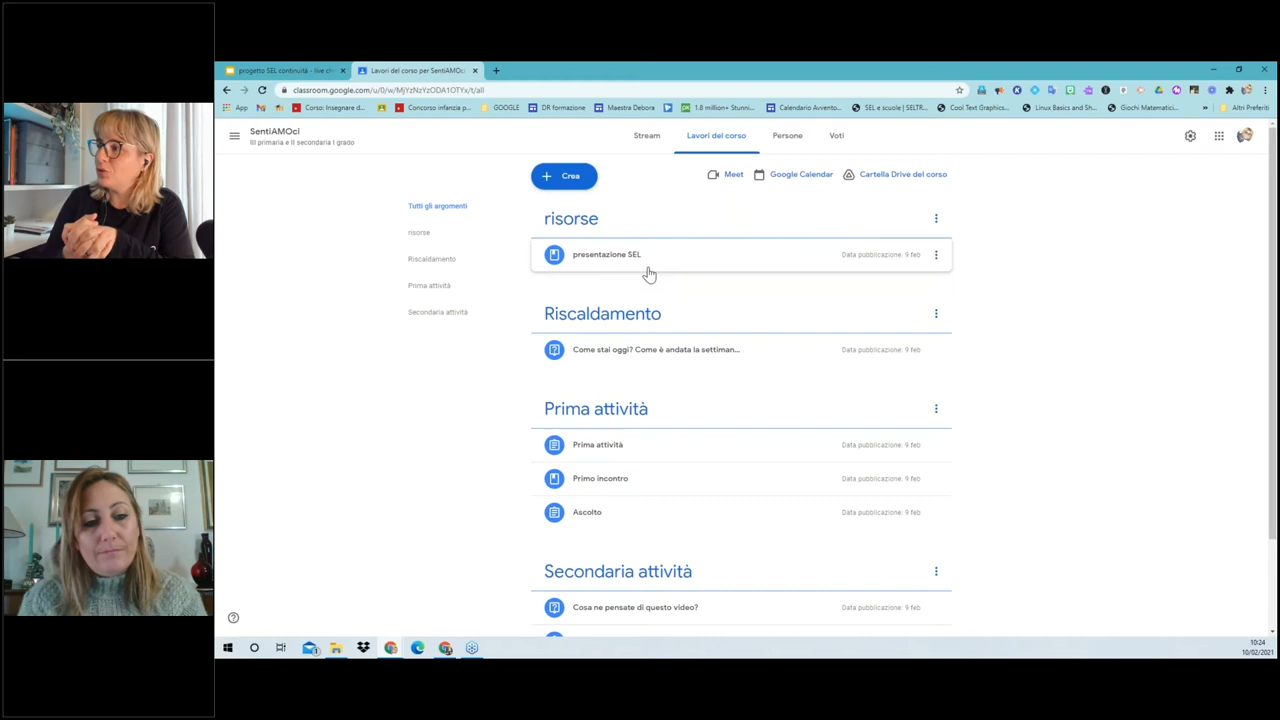 progetto SEL continuità - live ch
Lavori del corso per SentiAMOci
classroom.google.com/u/0/w/MjYzNzYzODA1OTYx/t/all
App
Corso: Insegnare d...
Concorso infanzia p...
GOOGLE
DR formazione
Maestra Debora
1.8 million+ Stunni...
Calendario Avvento...
SEL e scuole | SELTR...
Cool Text Graphics...
Linux Basics and Sh...
Giochi Matematici...
Altri Preferiti
SentiAMOci
III primaria e II secondaria I grado
Stream
Lavori del corso
Persone
Voti
Crea
Meet
Google Calendar
Cartella Drive del corso
Tutti gli argomenti
risorse
Riscaldamento
Prima attività
Secondaria attività
risorse
presentazione SEL
Data pubblicazione: 9 feb
Riscaldamento
Come stai oggi? Come è andata la settiman...
Data pubblicazione: 9 feb
Prima attività
Prima attività
Data pubblicazione: 9 feb
Primo incontro
Data pubblicazione: 9 feb
Ascolto
Data pubblicazione: 9 feb
Secondaria attività
Cosa ne pensate di questo video?
Data pubblicazione: 9 feb
10:24
10/02/2021